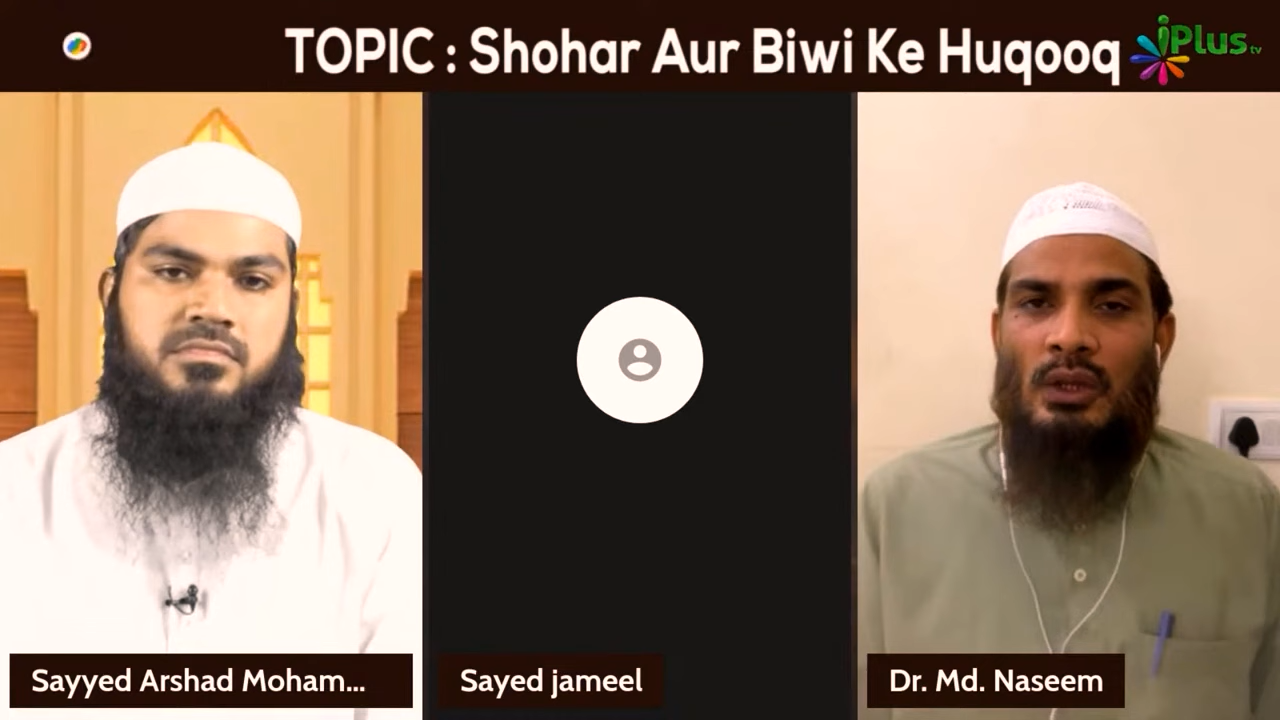 TOPIC : Shohar Aur Biwi Ke Huqooq
iPlus tv
Sayyed Arshad Moham...
Sayed jameel
Dr. Md. Naseem